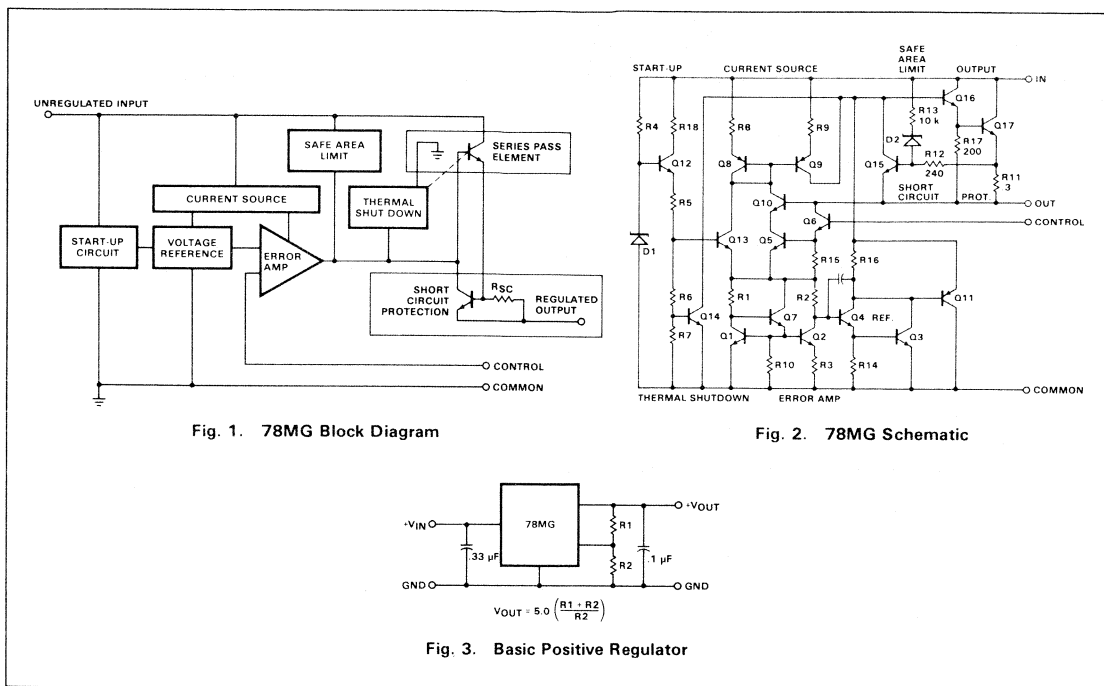 UNREGULATED INPUT
SAFE AREA
LIMIT
SERIES PASS
ELEMENT
THERMAL
SHUT DOWN
CURRENT SOURCE
START-UP
CIRCUIT
VOLTAGE
REFERENCE
ERROR
AMP
SHORT
CIRCUIT
PROTECTION
RSC
REGULATED
OUTPUT
CONTROL
COMMON
Fig. 1. 78MG Block Diagram
START-UP
CURRENT SOURCE
SAFE
AREA
LIMIT
OUTPUT
IN
R4
R18
R8
R9
R13
10 k
Q16
Q17
D2
R17
200
Q12
Q8
Q9
Q15
R12
240
R11
3
R5
Q10
SHORT
CIRCUIT
PROT.
OUT
Q6
CONTROL
D1
Q13
Q5
R15
R16
R6
Q14
R1
Q7
R2
Q4
REF.
Q11
R7
Q1
Q2
Q3
R10
R3
R14
COMMON
THERMAL SHUTDOWN
ERROR AMP
Fig. 2. 78MG Schematic
+VIN
78MG
+VOUT
R1
.33 μF
R2
.1 μF
GND
GND
VOUT = 5.0 (R1 + R2 / R2)
Fig. 3. Basic Positive Regulator